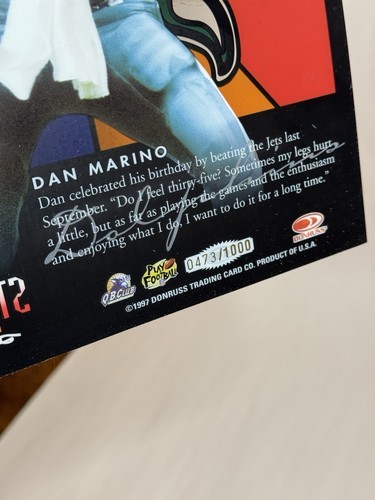 DAN MARINO
Dan celebrated his birthday by beating the Jets last
September. "Do I feel thirty-five? Sometimes my legs hurt
a little, but as far as playing the games and the enthusiasm
and enjoying what I do, I want to do it for a long time."
Q.B. CLUB
PLAY
FOOTBALL
0473/1000
DONRUSS
©1997 DONRUSS TRADING CARD CO. PRODUCT OF U.S.A.
ST